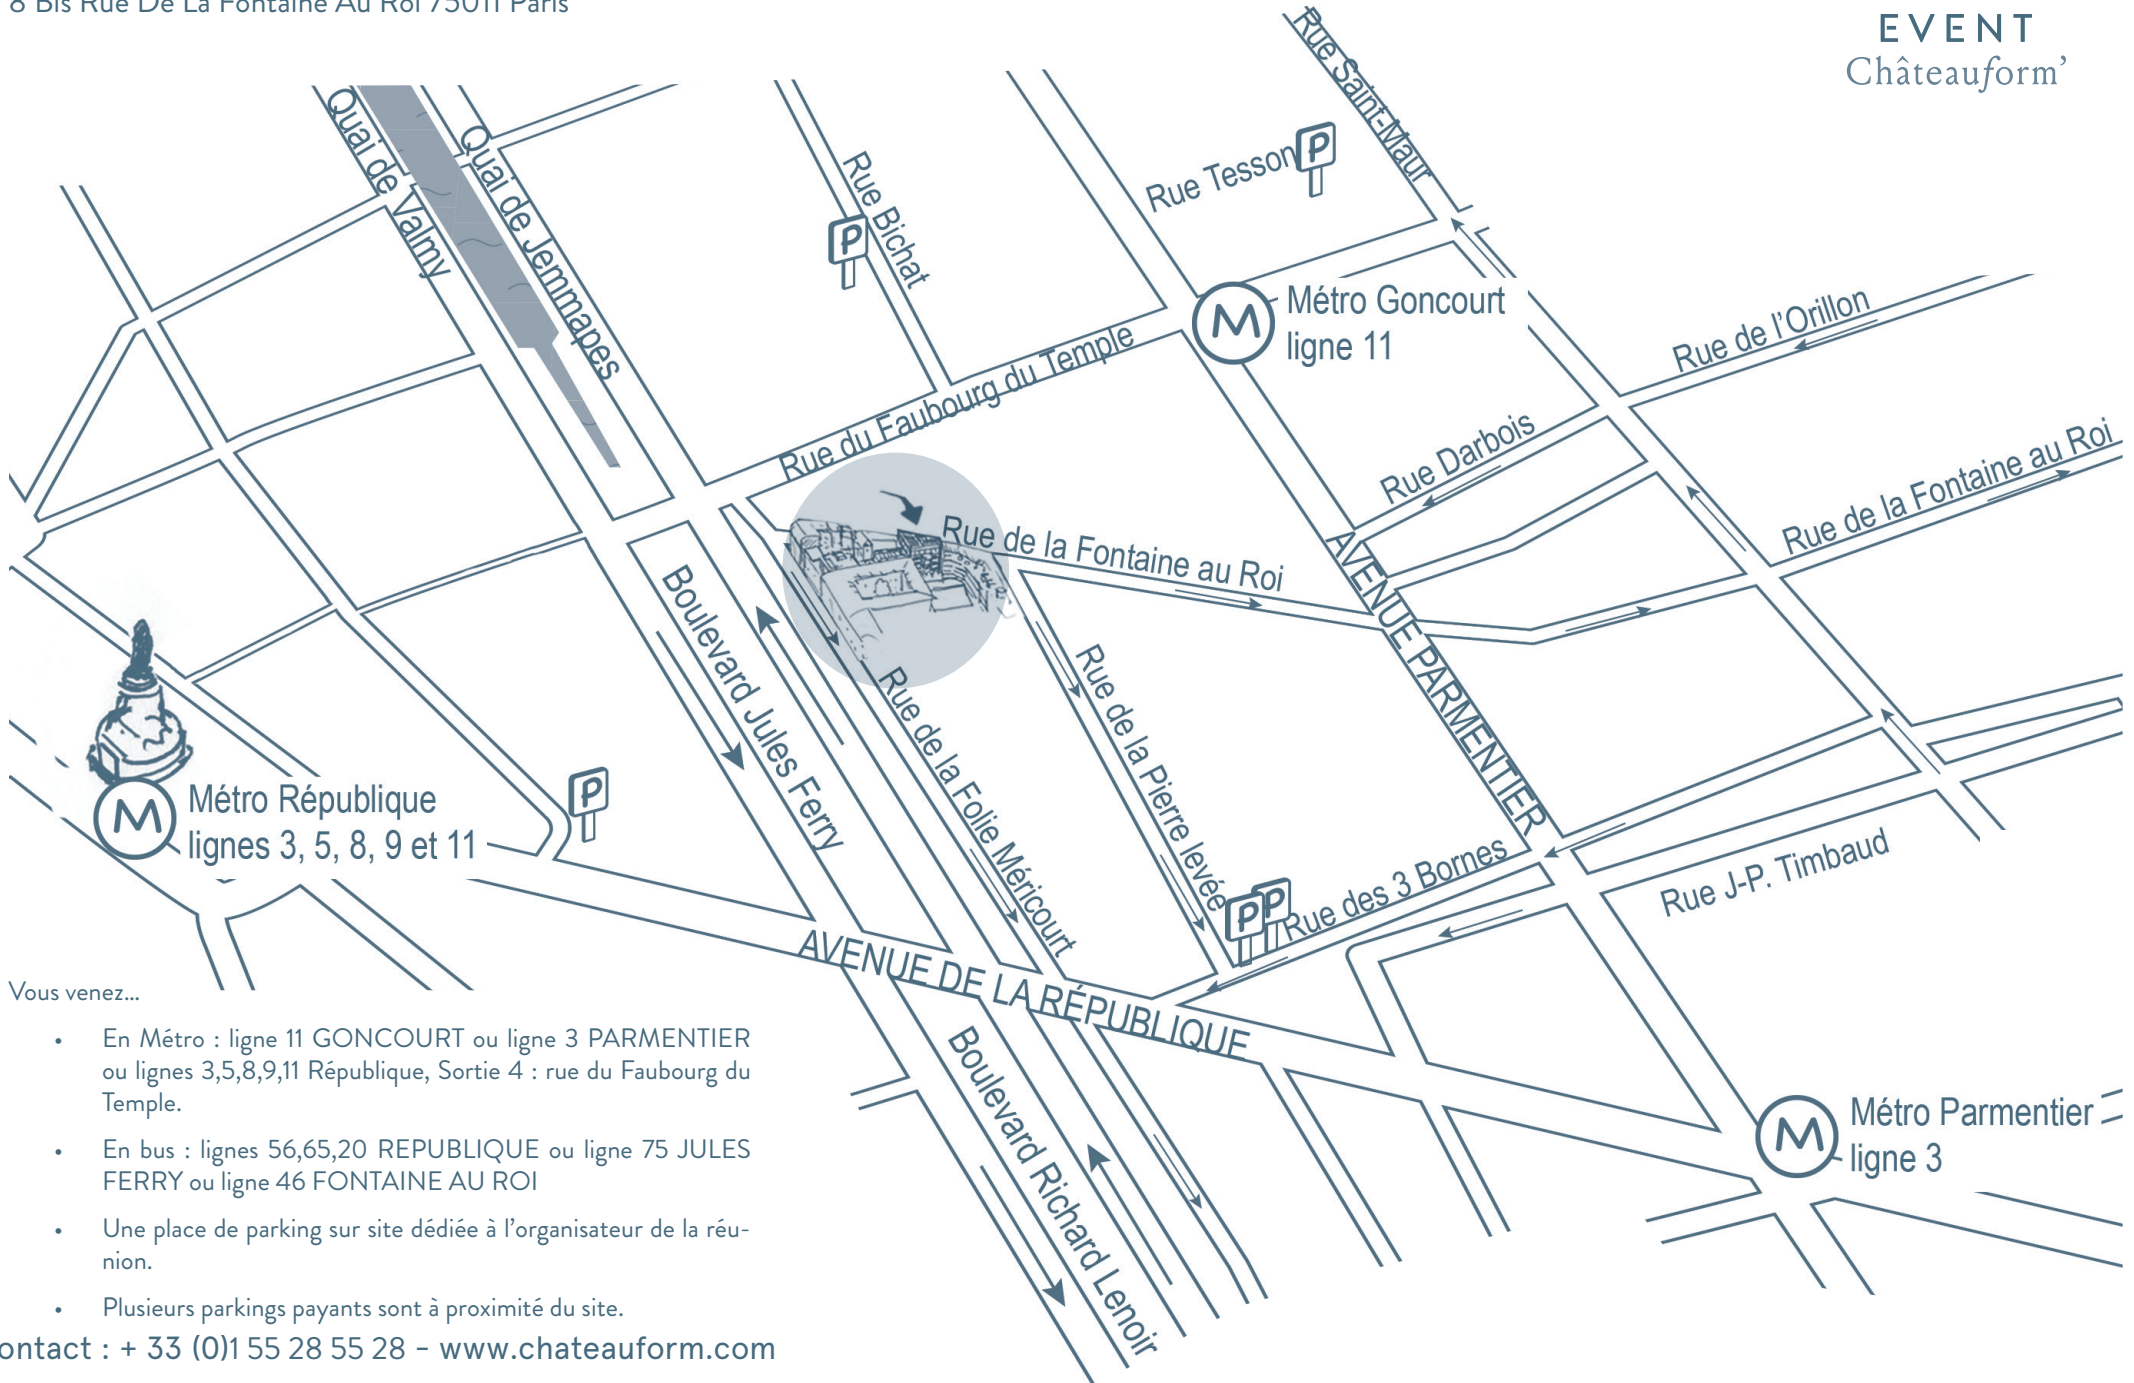 8 Bis Rue De La Fontaine Au Roi 75011 Paris
EVENT
Châteauform'
Rue Saint-Maur
Quai de Valmy
Quai de Jemmapes
Rue Bichat
P
Rue Tesson
P
Métro Goncourt
ligne 11
M
Rue de l'Orillon
Rue du Faubourg du Temple
Rue Darbois
Rue de la Fontaine au Roi
Rue de la Fontaine au Roi
AVENUE PARMENTIER
Boulevard Jules Ferry
Rue de la Folie Méricourt
Rue de la Pierre levée
M
Métro République
lignes 3, 5, 8, 9 et 11
P
P
P
Rue des 3 Bornes
Rue J-P. Timbaud
AVENUE DE LA RÉPUBLIQUE
Boulevard Richard Lenoir
M
Métro Parmentier
ligne 3
Vous venez...
• En Métro : ligne 11 GONCOURT ou ligne 3 PARMENTIER
ou lignes 3,5,8,9,11 République, Sortie 4 : rue du Faubourg du
Temple.
• En bus : lignes 56,65,20 REPUBLIQUE ou ligne 75 JULES
FERRY ou ligne 46 FONTAINE AU ROI
• Une place de parking sur site dédiée à l'organisateur de la réu-
nion.
• Plusieurs parkings payants sont à proximité du site.
ontact : + 33 (0)1 55 28 55 28 - www.chateauform.com